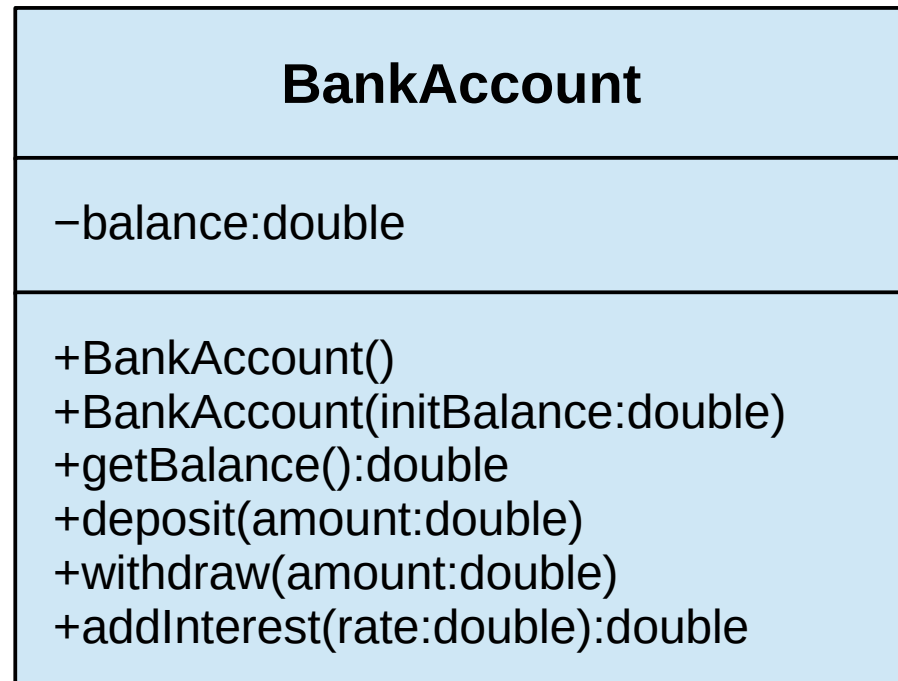 BankAccount
−balance:double
+BankAccount()
+BankAccount(initBalance:double)
+getBalance():double
+deposit(amount:double)
+withdraw(amount:double)
+addInterest(rate:double):double